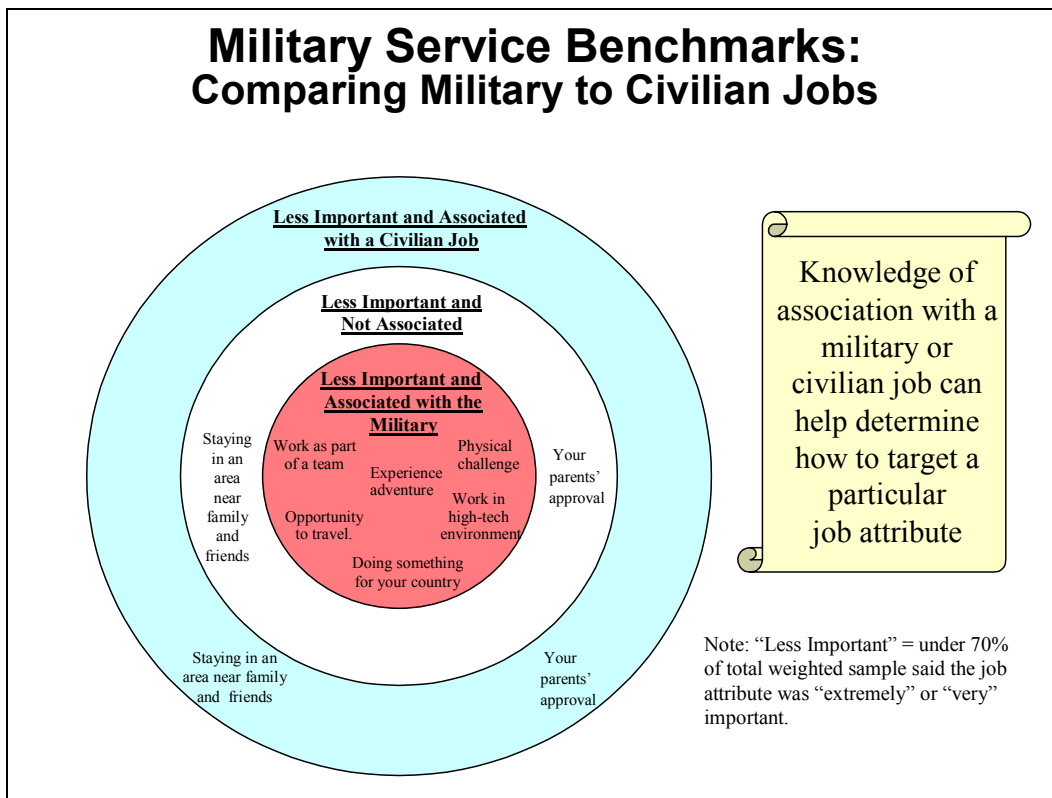 Military Service Benchmarks:
Comparing Military to Civilian Jobs
Less Important and Associated
with a Civilian Job
Less Important and
Not Associated
Less Important and
Associated with the
Military
Staying
in an
area
near
family
and
friends
Work as part
of a team
Experience
adventure
Physical
challenge
Opportunity
to travel.
Work in
high-tech
environment
Doing something
for your country
Your
parents’
approval
Staying in an
area near family
and friends
Your
parents’
approval
Knowledge of
association with a
military or
civilian job can
help determine
how to target a
particular
job attribute
Note: “Less Important” = under 70%
of total weighted sample said the job
attribute was “extremely” or “very”
important.